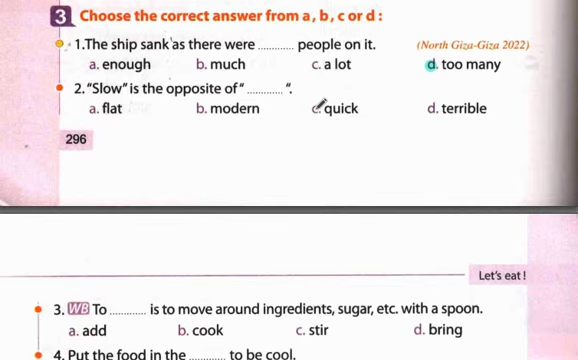 3 Choose the correct answer from a , b , c or d :
1.The ship sank as there were ............ people on it. (North Giza-Giza 2022)
a. enough b. much c. a lot d. too many
2. "Slow" is the opposite of " ............ ".
a. flat b. modern c. quick d. terrible
296
Let's eat !
3. WB To ............ is to move around ingredients, sugar, etc. with a spoon.
a. add b. cook c. stir d. bring
4. Put the food in the ............ to be cool.